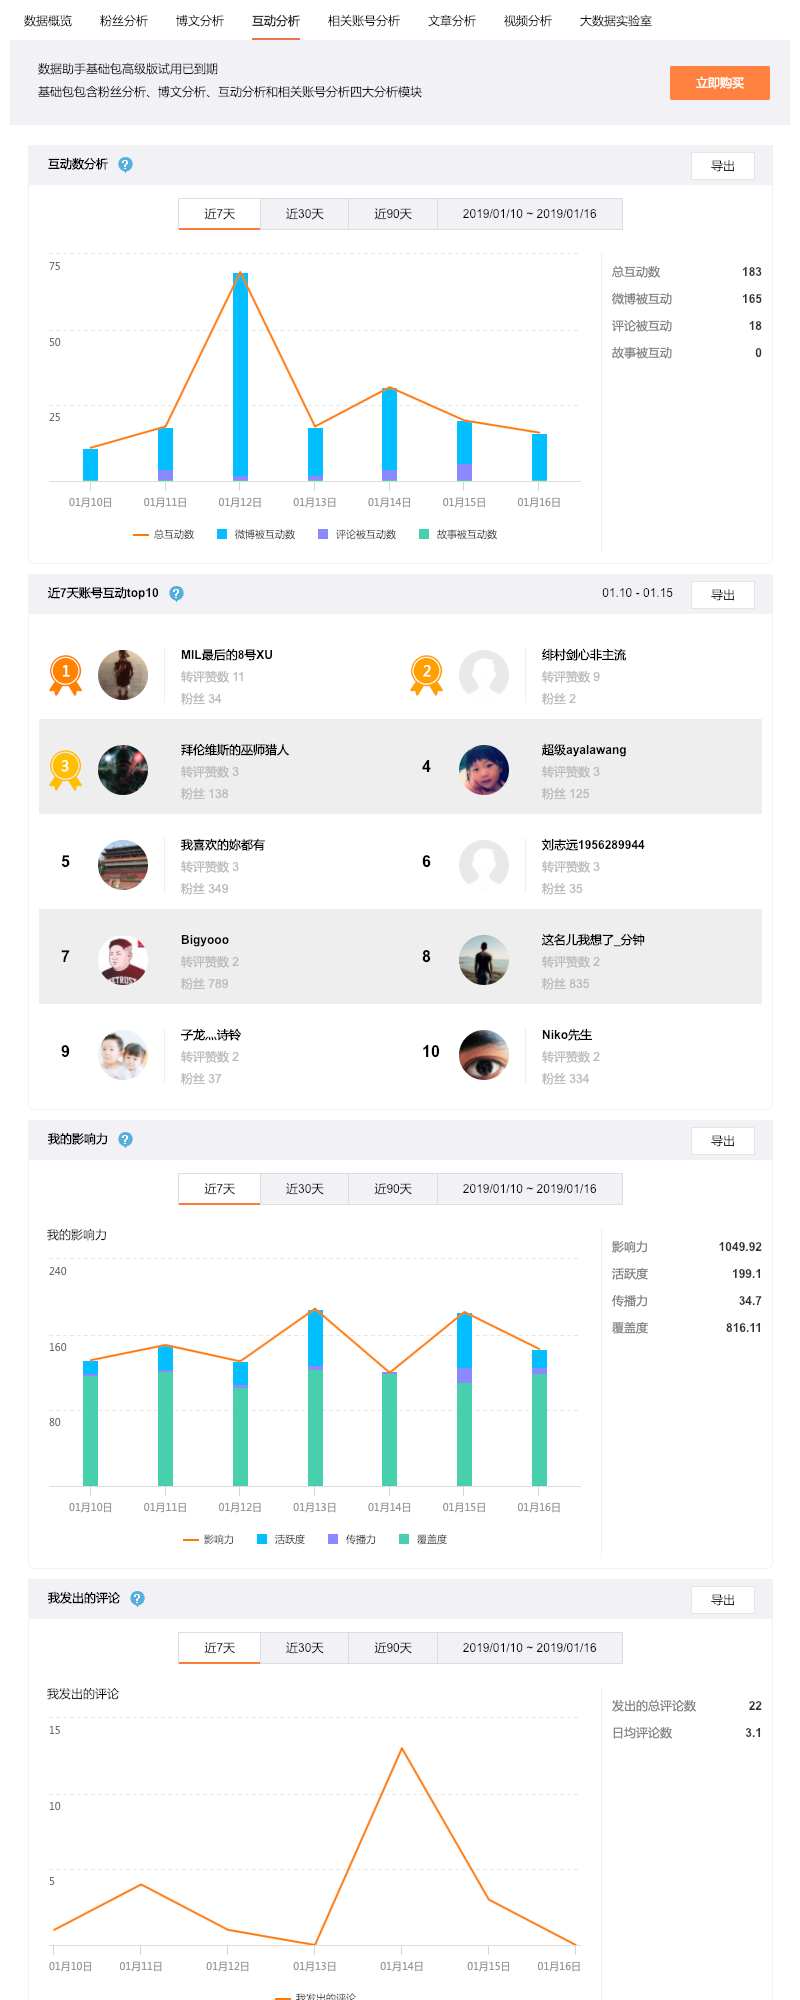 数据概览 粉丝分析 博文分析 互动分析 相关账号分析 文章分析 视频分析 大数据实验室
数据助手基础包高级版试用已到期
基础包包含粉丝分析、博文分析、互动分析和相关账号分析四大分析模块
立即购买
互动数分析 ? 导出
近7天 近30天 近90天 2019/01/10 ~ 2019/01/16
75
50
25
01月10日 01月11日 01月12日 01月13日 01月14日 01月15日 01月16日
总互动数 微博被互动数 评论被互动数 故事被互动数
总互动数 183
微博被互动 165
评论被互动 18
故事被互动 0
近7天账号互动top10 ? 01.10 - 01.15 导出
1 MIL最后的8号XU
转评赞数 11
粉丝 34
2 绯村剑心非主流
转评赞数 9
粉丝 2
3 拜伦维斯的巫师猎人
转评赞数 3
粉丝 138
4 超级ayalawang
转评赞数 3
粉丝 125
5 我喜欢的妳都有
转评赞数 3
粉丝 349
6 刘志远1956289944
转评赞数 3
粉丝 35
7 Bigyooo
转评赞数 2
粉丝 789
8 这名儿我想了_分钟
转评赞数 2
粉丝 835
9 子龙灬诗铃
转评赞数 2
粉丝 37
10 Niko先生
转评赞数 2
粉丝 334
我的影响力 ? 导出
近7天 近30天 近90天 2019/01/10 ~ 2019/01/16
我的影响力
240
160
80
01月10日 01月11日 01月12日 01月13日 01月14日 01月15日 01月16日
影响力 活跃度 传播力 覆盖度
影响力 1049.92
活跃度 199.1
传播力 34.7
覆盖度 816.11
我发出的评论 ? 导出
近7天 近30天 近90天 2019/01/10 ~ 2019/01/16
我发出的评论
15
10
5
01月10日 01月11日 01月12日 01月13日 01月14日 01月15日 01月16日
我发出的评论
发出的总评论数 22
日均评论数 3.1